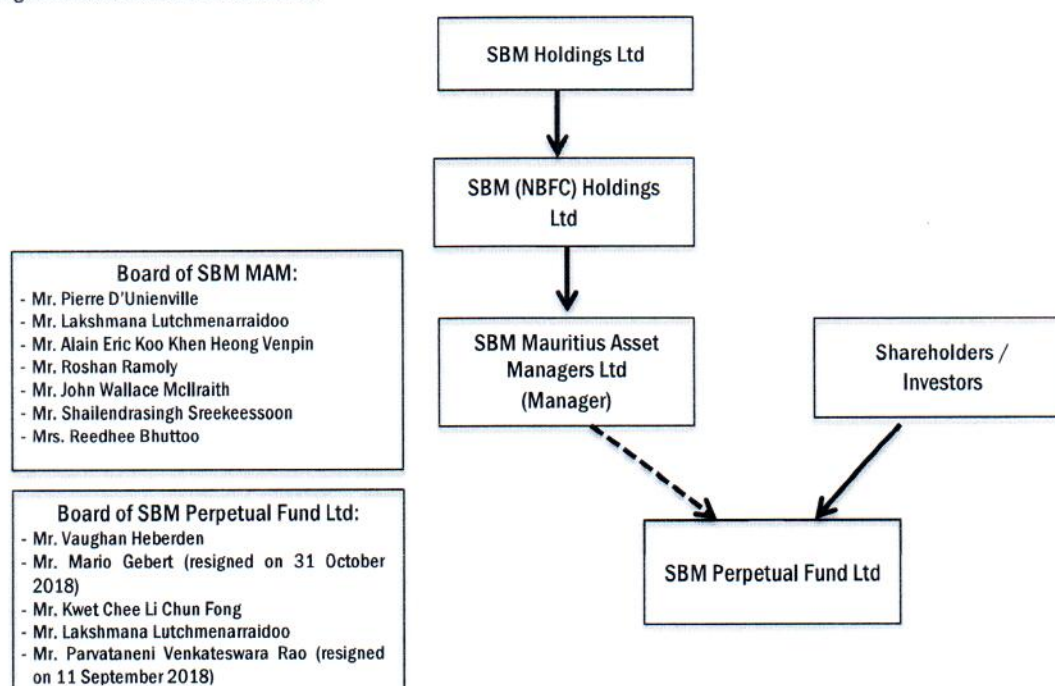 SBM Holdings Ltd
SBM (NBFC) Holdings
Ltd
Board of SBM MAM:
- Mr. Pierre D'Unienville
- Mr. Lakshmana Lutchmenarraidoo
- Mr. Alain Eric Koo Khen Heong Venpin
- Mr. Roshan Ramoly
- Mr. John Wallace McIlraith
- Mr. Shailendrasingh Sreekeessoon
- Mrs. Reedhee Bhuttoo
SBM Mauritius Asset
Managers Ltd
(Manager)
Shareholders /
Investors
Board of SBM Perpetual Fund Ltd:
- Mr. Vaughan Heberden
- Mr. Mario Gebert (resigned on 31 October
2018)
- Mr. Kwet Chee Li Chun Fong
- Mr. Lakshmana Lutchmenarraidoo
- Mr. Parvataneni Venkateswara Rao (resigned
on 11 September 2018)
SBM Perpetual Fund Ltd